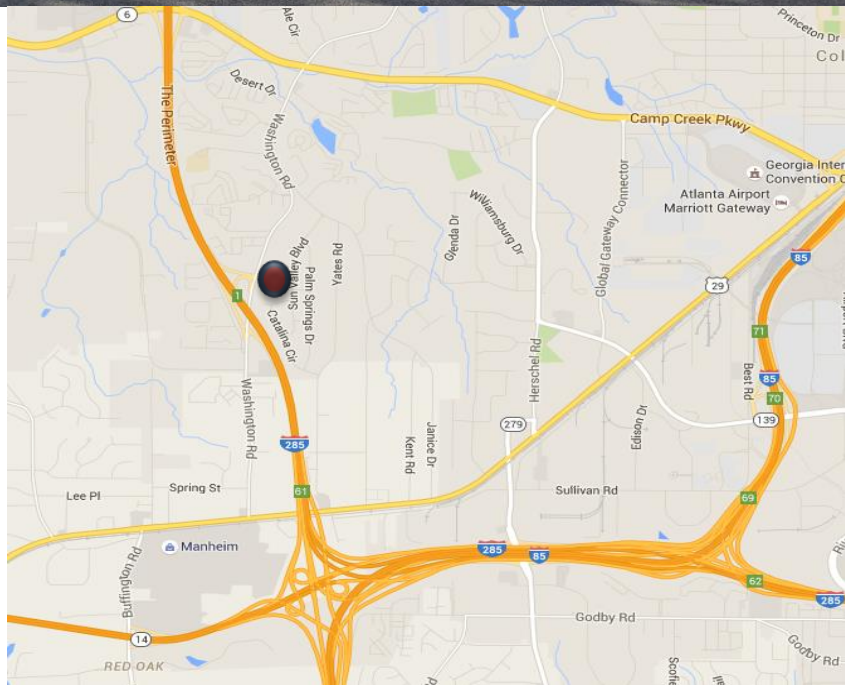 6
Ale Cir
Princeton Dr
Col
Desert Dr
The Perimeter
Washington Rd
Camp Creek Pkwy
Georgia Inter
Convention C
Atlanta Airport
Marriott Gateway
Williamsburg Dr
Glenda Dr
Global Gateway Connector
85
29
Yates Rd
Palm Springs Dr
Catalina Cir
1
71
Herschel Rd
Best Rd
85
70
139
Washington Rd
279
Edison Dr
Janice Dr
Kent Rd
285
61
Lee Pl
Spring St
Sullivan Rd
69
Manheim
285
85
62
285
Buffington Rd
14
Godby Rd
Godby Rd
RED OAK